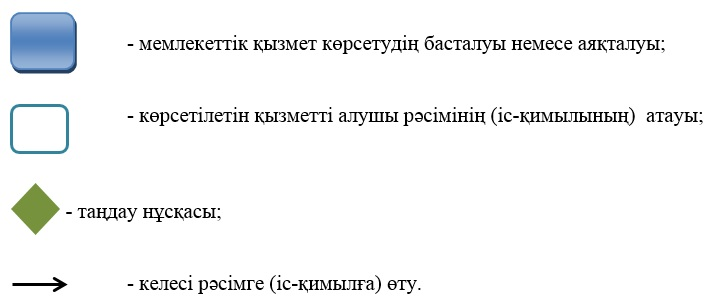 - мемлекеттік қызмет көрсетудің басталуы немесе аяқталуы;
- көрсетілетін қызметті алушы рәсімінің (іс-қимылының) атауы;
- таңдау нұсқасы;
- келесі рәсімге (іс-қимылға) өту.